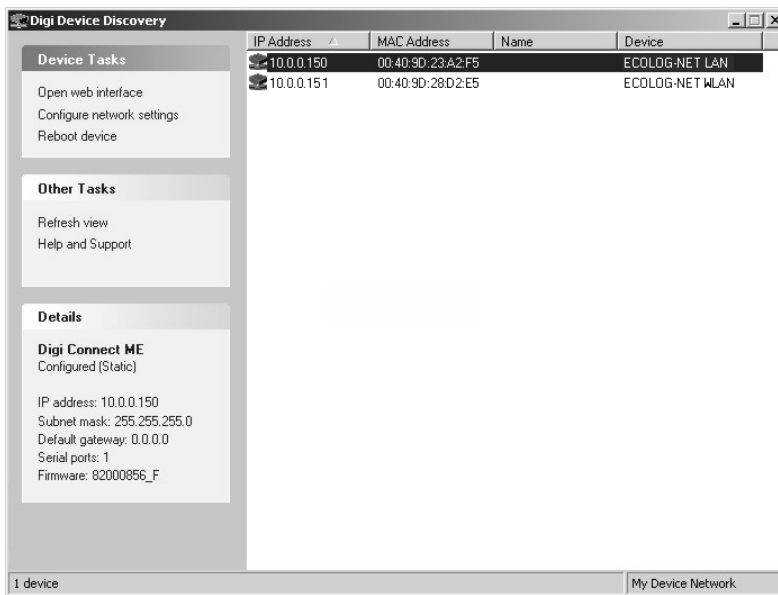 Digi Device Discovery
Device Tasks
Open web interface
Configure network settings
Reboot device
Other Tasks
Refresh view
Help and Support
Details
Digi Connect ME
Configured (Static)
IP address: 10.0.0.150
Subnet mask: 255.255.255.0
Default gateway: 0.0.0.0
Serial ports: 1
Firmware: 82000856_F
IP Address MAC Address Name Device
10.0.0.150 00:40:9D:23:A2:F5 ECOLOG-NET LAN
10.0.0.151 00:40:9D:28:D2:E5 ECOLOG-NET WLAN
1 device My Device Network